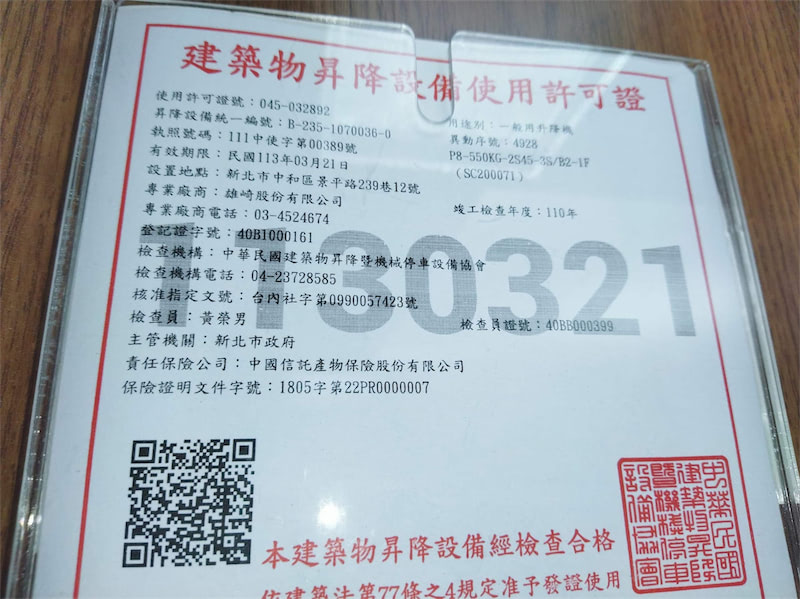 建築物昇降設備使用許可證
使用許可證號：045-032892
昇降設備統一編號：B-235-1070036-0
用途別：一般用升降機
執照號碼：111中使字第00389號
異動序號：4928
有效期限：民國113年03月21日
P8-550KG-2S45-3S/B2-1F
(SC200071)
設置地點：新北市中和區景平路239巷12號
專業廠商：雄崎股份有限公司
竣工檢查年度：110年
專業廠商電話：03-4524674
登記證字號：40B1000161
1130321
檢查機構：中華民國建築物昇降暨機械停車設備協會
檢查機構電話：04-23728585
核准指定文號：台內社字第0990057423號
檢查員：黃榮男
檢查員證號：40BB000399
主管機關：新北市政府
責任保險公司：中國信託產物保險股份有限公司
保險證明文件字號：1805字第22PR0000007
中華民國
建築物昇降
暨機械停車
設備協會
本建築物昇降設備經檢查合格
依建築法第77條之4規定准予發證使用